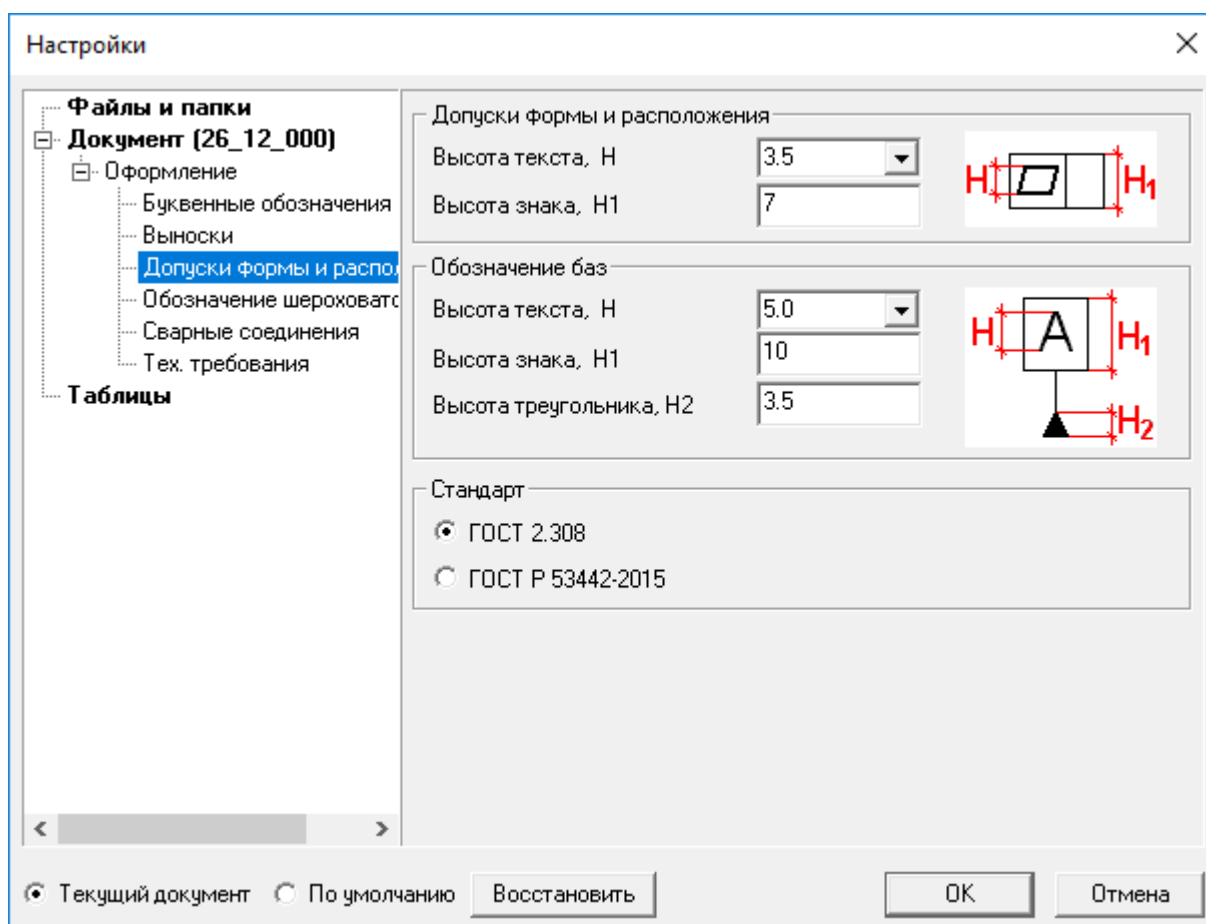 Настройки
Файлы и папки
Документ (26_12_000)
Оформление
Буквенные обозначения
Выноски
Допуски формы и распол
Обозначение шероховато
Сварные соединения
Тех. требования
Таблицы
Допуски формы и расположения
Высота текста, H 3.5
Высота знака, H1 7
H H1
Обозначение баз
Высота текста, H 5.0
Высота знака, H1 10
Высота треугольника, H2 3.5
H A H1
H2
Стандарт
ГОСТ 2.308
ГОСТ Р 53442-2015
Текущий документ По умолчанию Восстановить OK Отмена